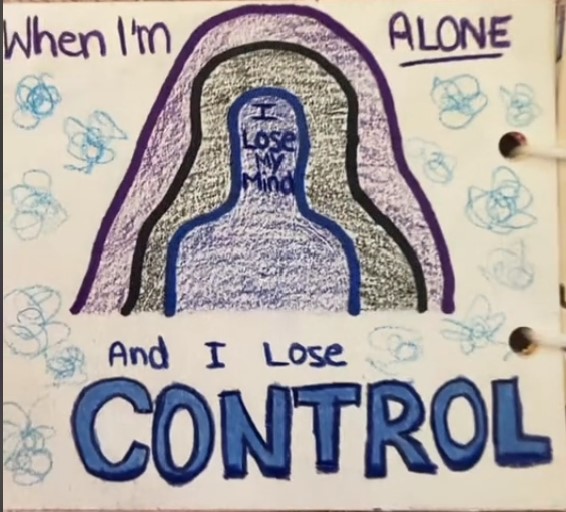 When I'm ALONE
I
Lose
My
Mind
And I Lose
CONTROL